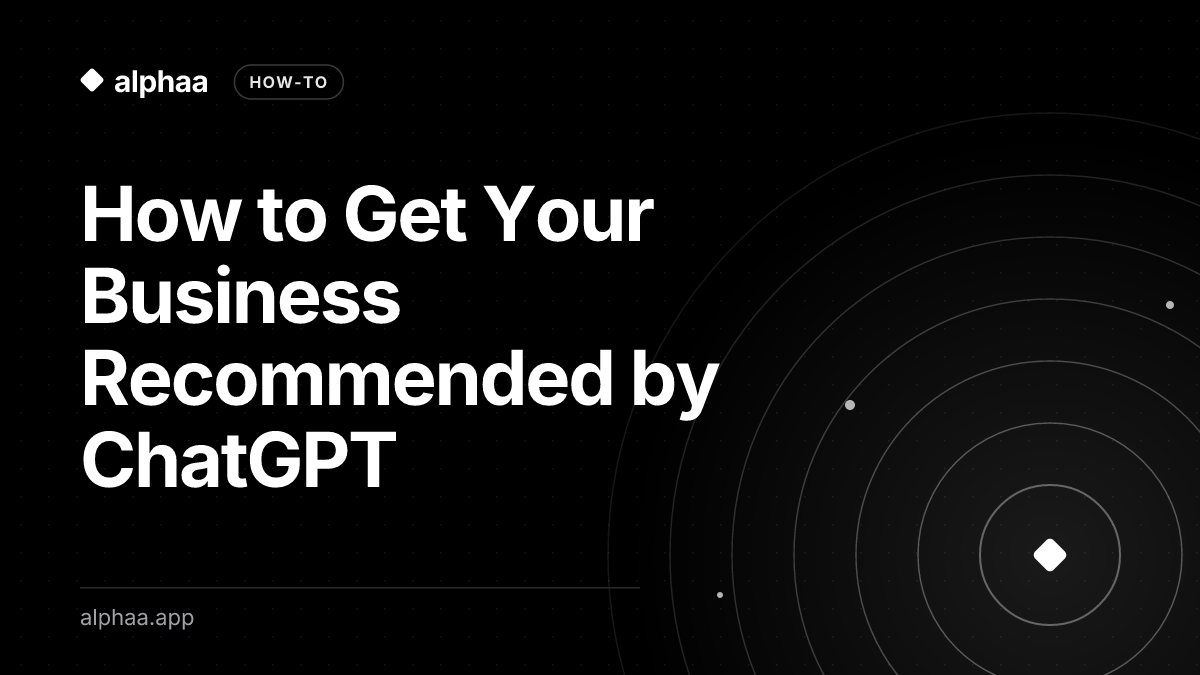 alphaa HOW-TO
How to Get Your
Business
Recommended by
ChatGPT
alphaa.app